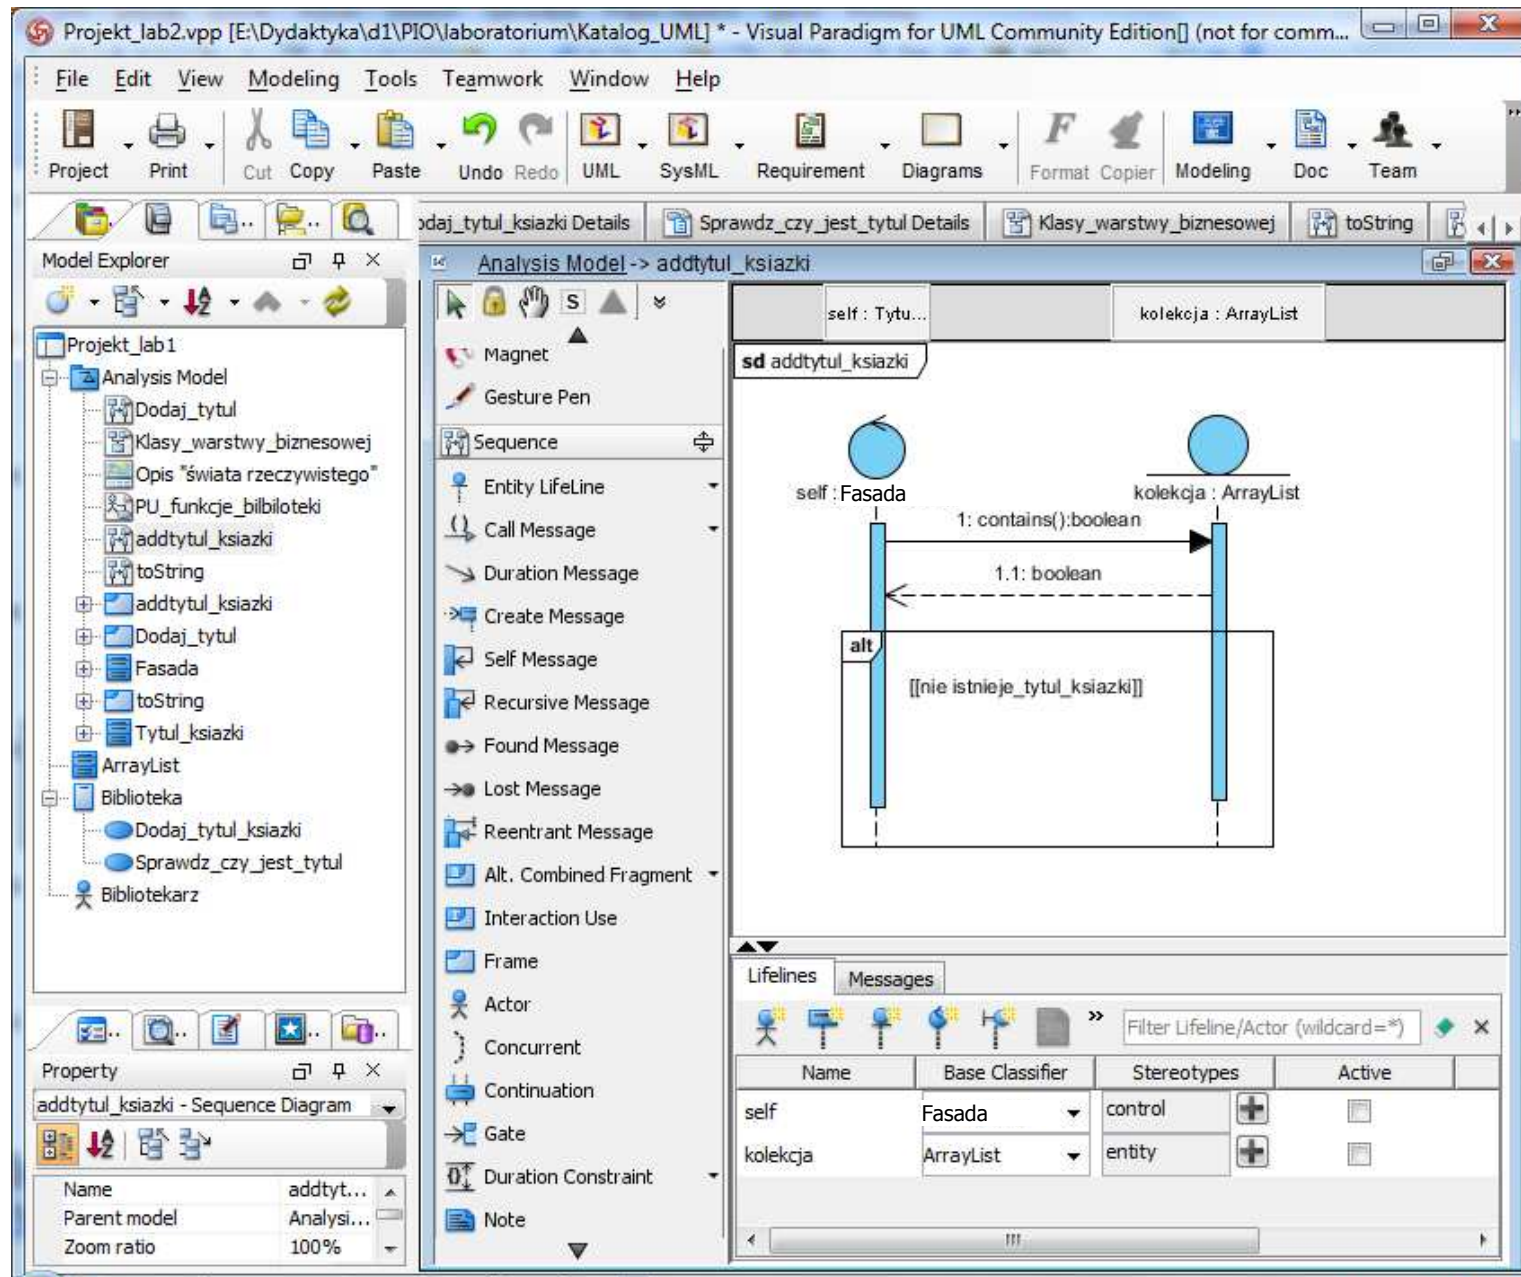 Projekt_lab2.vpp [E:\Dydaktyka\d1\PIO\laboratorium\Katalog_UML] * - Visual Paradigm for UML Community Edition[] (not for comm...
File Edit View Modeling Tools Teamwork Window Help
Project Print Cut Copy Paste Undo Redo UML SysML Requirement Diagrams Format Copier Modeling Doc Team
odaj_tytul_ksiazki Details Sprawdz_czy_jest_tytul Details Klasy_warstwy_biznesowej toString
Model Explorer
Analysis Model -> addtytul_ksiazki
Projekt_lab1
Analysis Model
Dodaj_tytul
Klasy_warstwy_biznesowej
Opis "świata rzeczywistego"
PU_funkcje_bilbiloteki
addtytul_ksiazki
toString
addtytul_ksiazki
Dodaj_tytul
Fasada
toString
Tytul_ksiazki
ArrayList
Biblioteka
Dodaj_tytul_ksiazki
Sprawdz_czy_jest_tytul
Bibliotekarz
Property
addtytul_ksiazki - Sequence Diagram
Name addtyt...
Parent model Analysi...
Zoom ratio 100%
S
Magnet
Gesture Pen
Sequence
Entity LifeLine
Call Message
Duration Message
Create Message
Self Message
Recursive Message
Found Message
Lost Message
Reentrant Message
Alt. Combined Fragment
Interaction Use
Frame
Actor
Concurrent
Continuation
Gate
Duration Constraint
Note
self : Tytu... kolekcja : ArrayList
sd addtytul_ksiazki
self : Fasada kolekcja : ArrayList
1: contains():boolean
1.1: boolean
alt
[[nie istnieje_tytul_ksiazki]]
Lifelines Messages
Filter Lifeline/Actor (wildcard=*)
Name Base Classifier Stereotypes Active
self Fasada control
kolekcja ArrayList entity